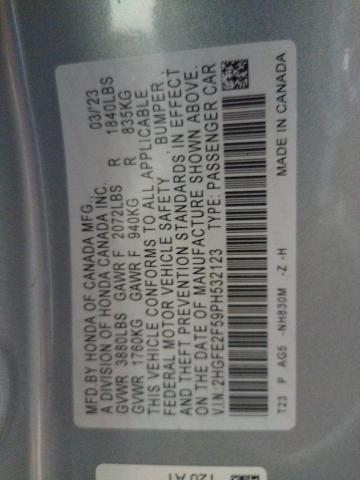 MFD.BY HONDA OF CANADA MFG. 03/'23
A DIVISION OF HONDA CANADA INC.
GVWR 3880LBS GAWR F 2072LBS R 1840LBS
GVWR 1760KG GAWR F 940KG R 835KG
THIS VEHICLE CONFORMS TO ALL APPLICABLE
FEDERAL MOTOR VEHICLE SAFETY BUMPER,
AND THEFT PREVENTION STANDARDS IN EFFECT
ON THE DATE OF MANUFACTURE SHOWN ABOVE.
V.I.N: 2HGFE2F59PH532123 TYPE: PASSENGER CAR
T23 P AG5 -NH830M -Z -H MADE IN CANADA